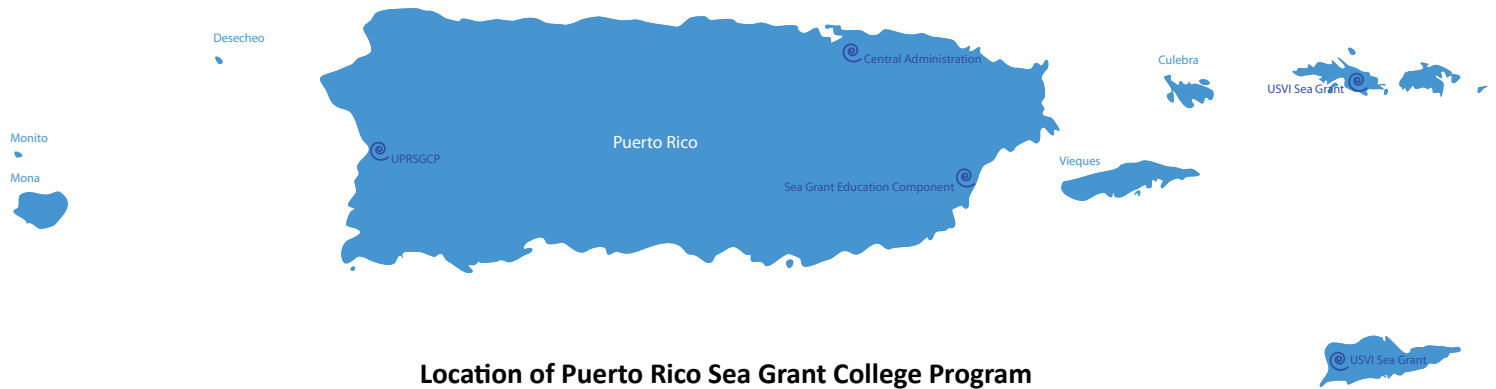 Desecheo
Central Administration
Culebra
USVI Sea Grant
Monito
Puerto Rico
UPRSGCP
Vieques
Mona
Sea Grant Education Component
USVI Sea Grant
Location of Puerto Rico Sea Grant College Program